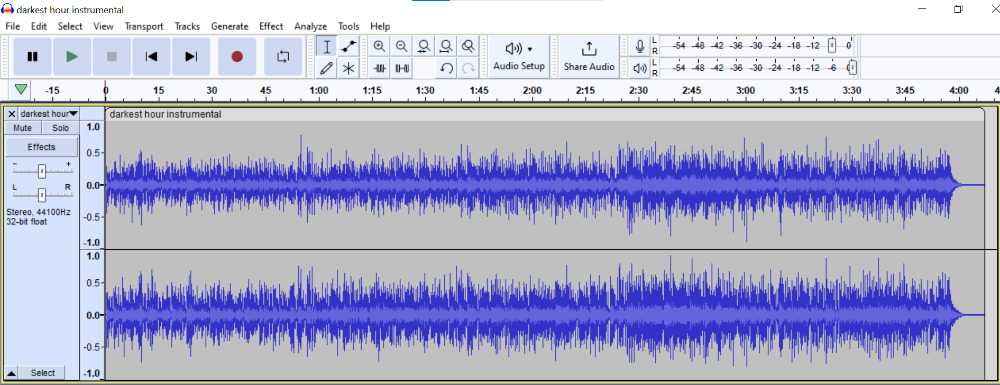 darkest hour instrumental
File Edit Select View Transport Tracks Generate Effect Analyze Tools Help
Audio Setup
Share Audio
L
R
-54 -48 -42 -36 -30 -24 -18 -12 0
L
R
-54 -48 -42 -36 -30 -24 -18 -12 -6
-15 0 15 30 45 1:00 1:15 1:30 1:45 2:00 2:15 2:30 2:45 3:00 3:15 3:30 3:45 4:00 4
darkest hour
darkest hour instrumental
Mute Solo
Effects
- +
L R
Stereo, 44100Hz
32-bit float
Select
1.0
0.5
0.0
-0.5
-1.0
1.0
0.5
0.0
-0.5
-1.0